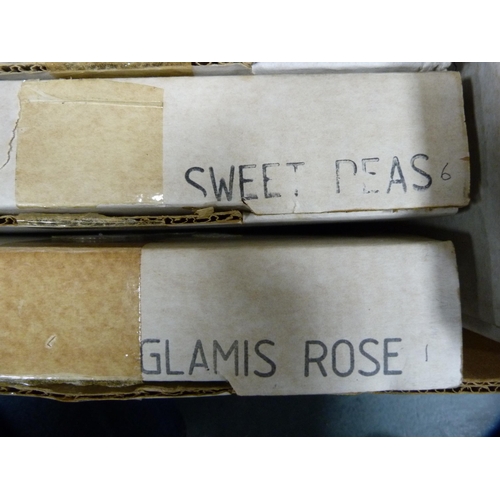 SWEET PEAS 6
GLAMIS ROSE 1